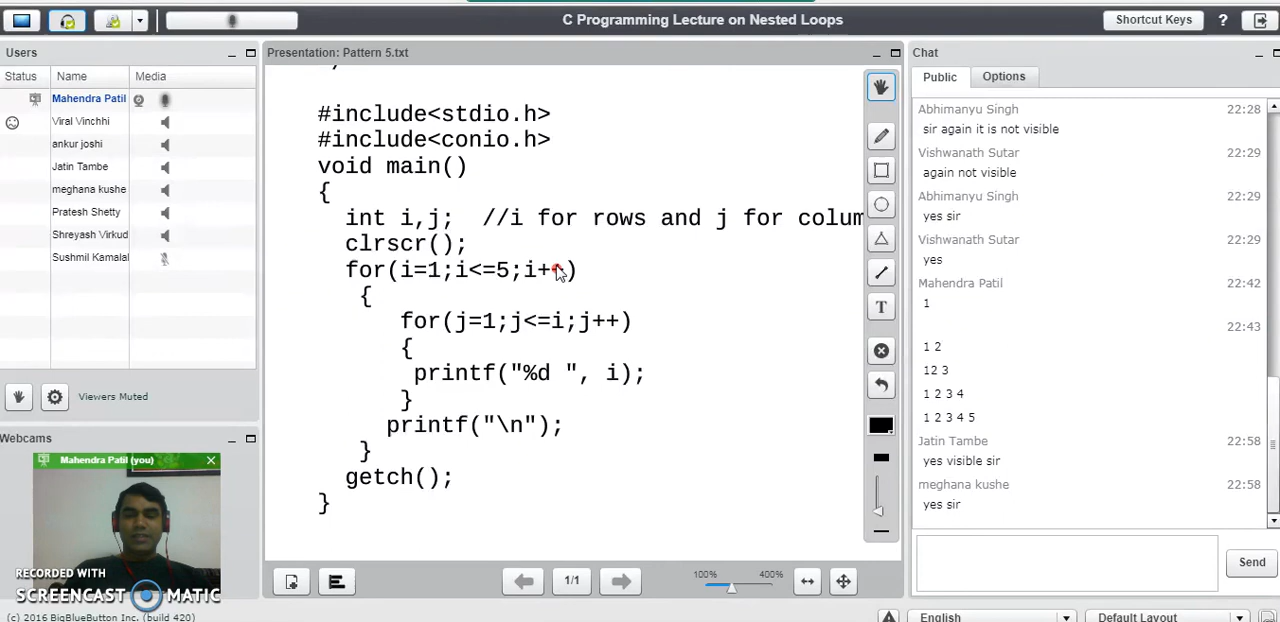 C Programming Lecture on Nested Loops
Shortcut Keys
?
Users
Status Name Media
Mahendra Patil
Viral Vinchhi
ankur joshi
Jatin Tambe
meghana kushe
Pratesh Shetty
Shreyash Virkud
Sushmil Kamalal
Viewers Muted
Webcams
Mahendra Patil (you)
RECORDED WITH
SCREENCAST MATIC
(c) 2016 BigBlueButton Inc. (build 420)
Presentation: Pattern 5.txt
#include<stdio.h>
#include<conio.h>
void main()
{
int i,j; //i for rows and j for colum
clrscr();
for(i=1;i<=5;i++)
{
for(j=1;j<=i;j++)
{
printf("%d ", i);
}
printf("\n");
}
getch();
}
T
1/1
100% 400%
Chat
Public Options
Abhimanyu Singh 22:28
sir again it is not visible
Vishwanath Sutar 22:29
again not visible
Abhimanyu Singh 22:29
yes sir
Vishwanath Sutar 22:29
yes
Mahendra Patil 22:42
1
22:43
1 2
12 3
1 2 3 4
1 2 3 4 5
Jatin Tambe 22:58
yes visible sir
meghana kushe 22:58
yes sir
Send
English
Default Layout